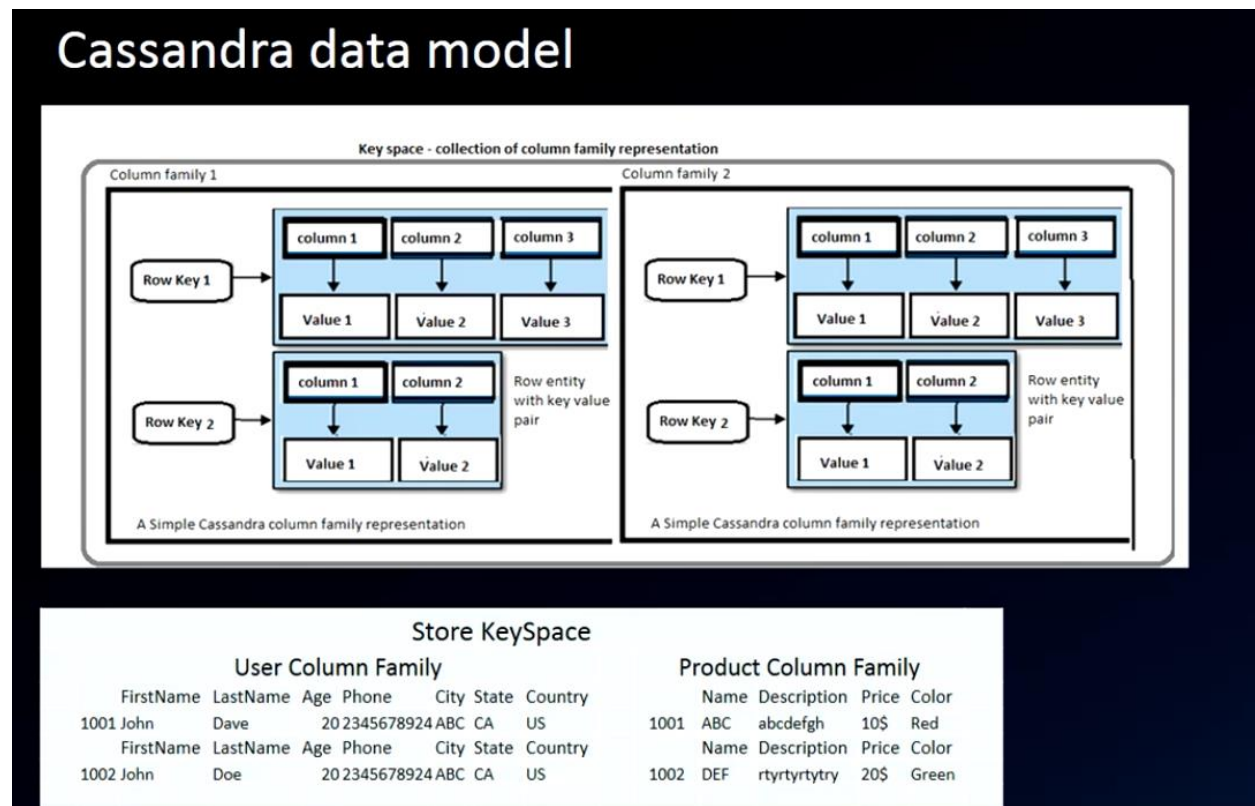 Cassandra data model
Key space - collection of column family representation
Column family 1
Column family 2
column 1 column 2 column 3
Row Key 1
Value 1 Value 2 Value 3
column 1 column 2
Row entity
with key value
pair
Row Key 2
Value 1 Value 2
A Simple Cassandra column family representation
column 1 column 2 column 3
Row Key 1
Value 1 Value 2 Value 3
column 1 column 2
Row entity
with key value
pair
Row Key 2
Value 1 Value 2
A Simple Cassandra column family representation
Store KeySpace
User Column Family
FirstName LastName Age Phone City State Country
1001 John Dave 20 2345678924 ABC CA US
FirstName LastName Age Phone City State Country
1002 John Doe 20 2345678924 ABC CA US
Product Column Family
Name Description Price Color
1001 ABC abcdefgh 10$ Red
Name Description Price Color
1002 DEF rtyrtyrtytry 20$ Green